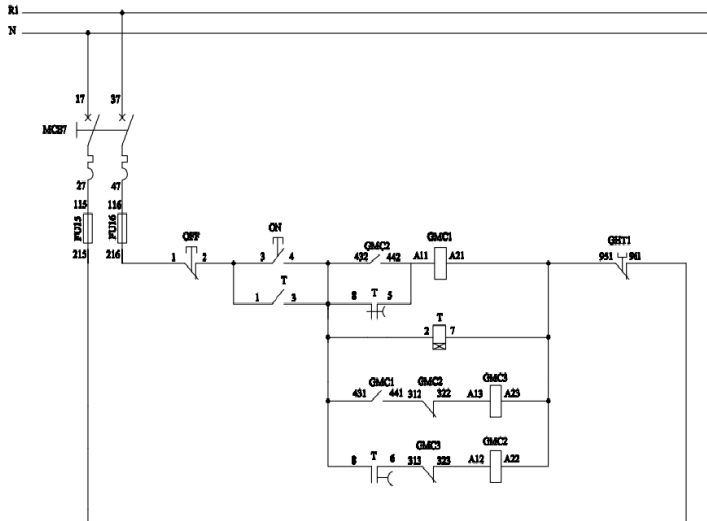 R1
N
17 37
MCB7
27 47
115 116
FU15 FU16
215 216
OFF
1 2
ON
3 4
T
1 3
GMC2
432 442
T
8 5
GMC1
A11 A21
GHT1
951 961
T
2 7
GMC1 GMC2 GMC3
431 441 312 322 A13 A23
T GMC3 GMC2
8 6 313 323 A12 A22